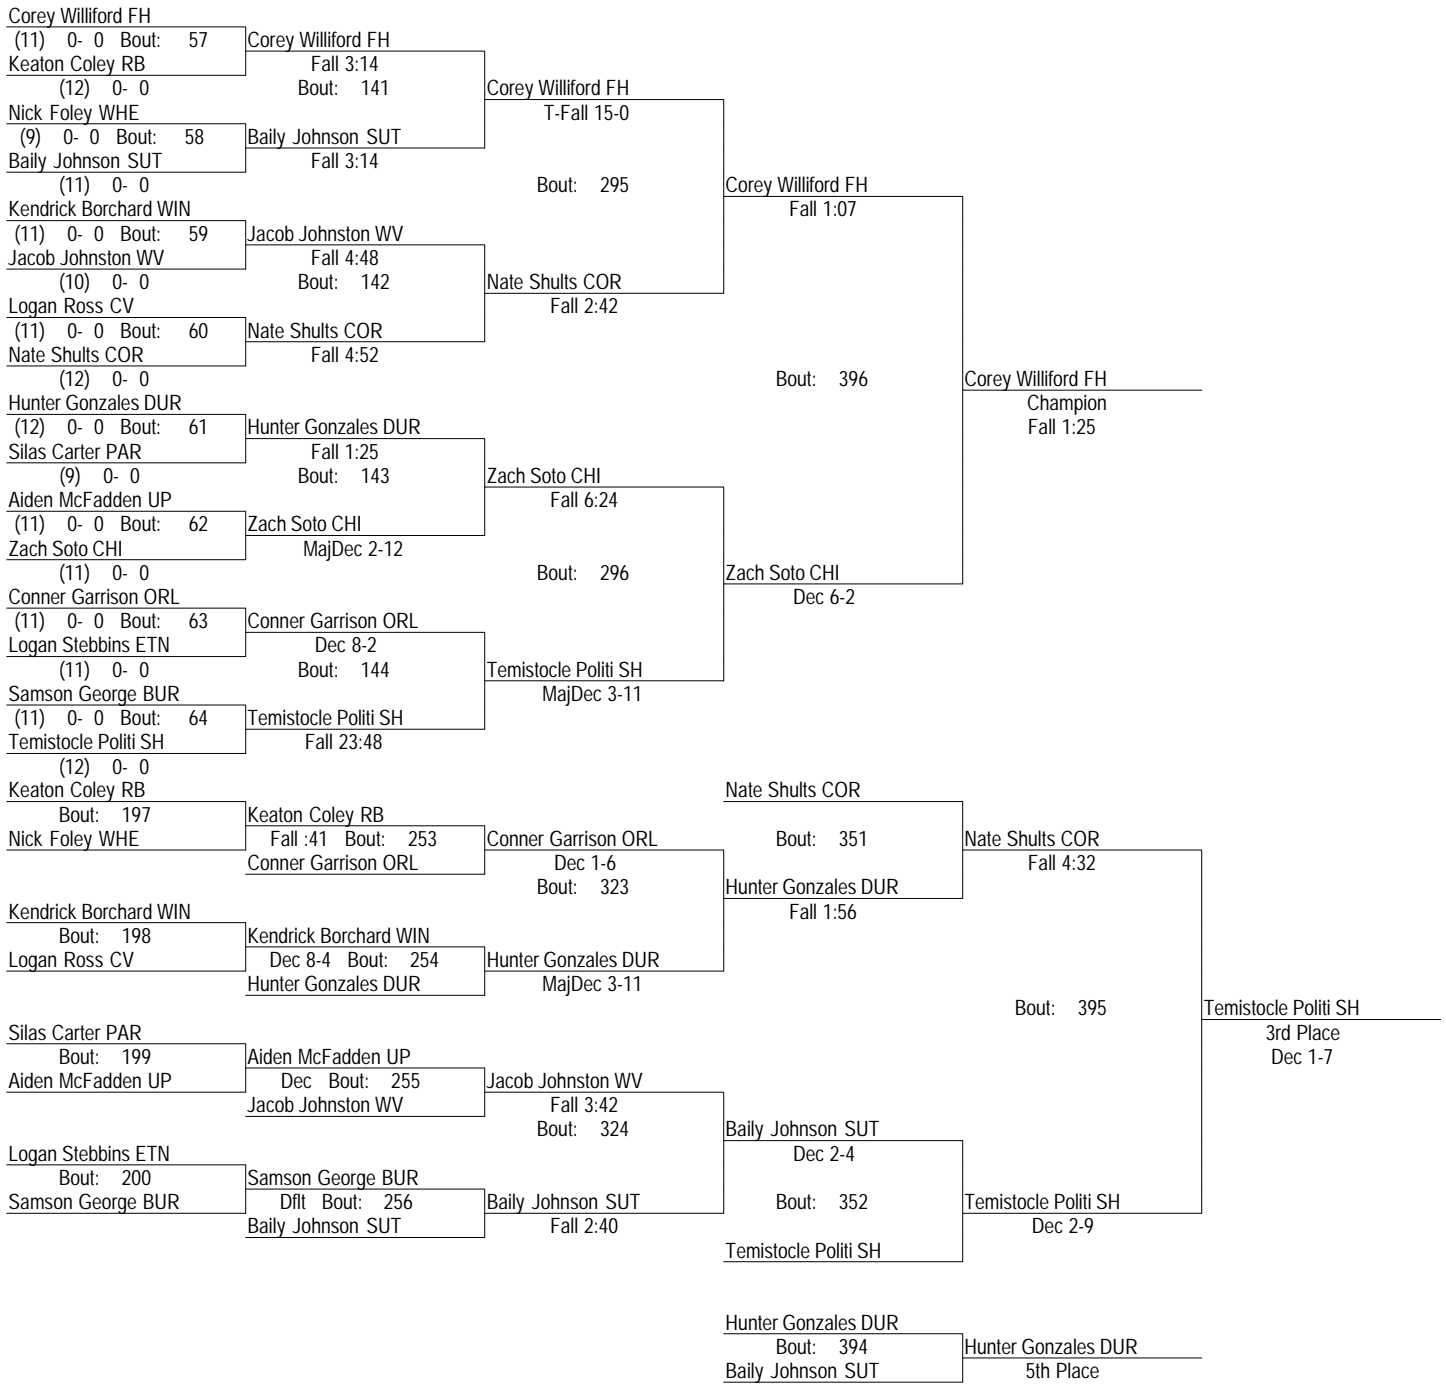 Corey Williford FH
(11) 0- 0 Bout: 57 Corey Williford FH
Keaton Coley RB Fall 3:14
(12) 0- 0 Bout: 141 Corey Williford FH
Nick Foley WHE T-Fall 15-0
(9) 0- 0 Bout: 58 Baily Johnson SUT
Baily Johnson SUT Fall 3:14
(11) 0- 0 Bout: 295 Corey Williford FH
Kendrick Borchard WIN Fall 1:07
(11) 0- 0 Bout: 59 Jacob Johnston WV
Jacob Johnston WV Fall 4:48
(10) 0- 0 Bout: 142 Nate Shults COR
Logan Ross CV Fall 2:42
(11) 0- 0 Bout: 60 Nate Shults COR
Nate Shults COR Fall 4:52
(12) 0- 0 Bout: 396 Corey Williford FH
Hunter Gonzales DUR Champion
(12) 0- 0 Bout: 61 Hunter Gonzales DUR Fall 1:25
Silas Carter PAR Fall 1:25
(9) 0- 0 Bout: 143 Zach Soto CHI
Aiden McFadden UP Fall 6:24
(11) 0- 0 Bout: 62 Zach Soto CHI
Zach Soto CHI MajDec 2-12
(11) 0- 0 Bout: 296 Zach Soto CHI
Conner Garrison ORL Dec 6-2
(11) 0- 0 Bout: 63 Conner Garrison ORL
Logan Stebbins ETN Dec 8-2
(11) 0- 0 Bout: 144 Temistocle Politi SH
Samson George BUR MajDec 3-11
(11) 0- 0 Bout: 64 Temistocle Politi SH
Temistocle Politi SH Fall 23:48
(12) 0- 0
Keaton Coley RB Nate Shults COR
Bout: 197 Keaton Coley RB
Nick Foley WHE Fall :41 Bout: 253 Conner Garrison ORL Bout: 351 Nate Shults COR
Conner Garrison ORL Dec 1-6 Fall 4:32
Bout: 323 Hunter Gonzales DUR
Kendrick Borchard WIN Fall 1:56
Bout: 198 Kendrick Borchard WIN
Logan Ross CV Dec 8-4 Bout: 254 Hunter Gonzales DUR
Hunter Gonzales DUR MajDec 3-11
Bout: 395 Temistocle Politi SH
Silas Carter PAR 3rd Place
Bout: 199 Aiden McFadden UP Dec 1-7
Aiden McFadden UP Dec Bout: 255 Jacob Johnston WV
Jacob Johnston WV Fall 3:42
Bout: 324 Baily Johnson SUT
Logan Stebbins ETN Dec 2-4
Bout: 200 Samson George BUR
Samson George BUR Dflt Bout: 256 Baily Johnson SUT Bout: 352 Temistocle Politi SH
Baily Johnson SUT Fall 2:40 Dec 2-9
Temistocle Politi SH
Hunter Gonzales DUR
Bout: 394 Hunter Gonzales DUR
Baily Johnson SUT 5th Place